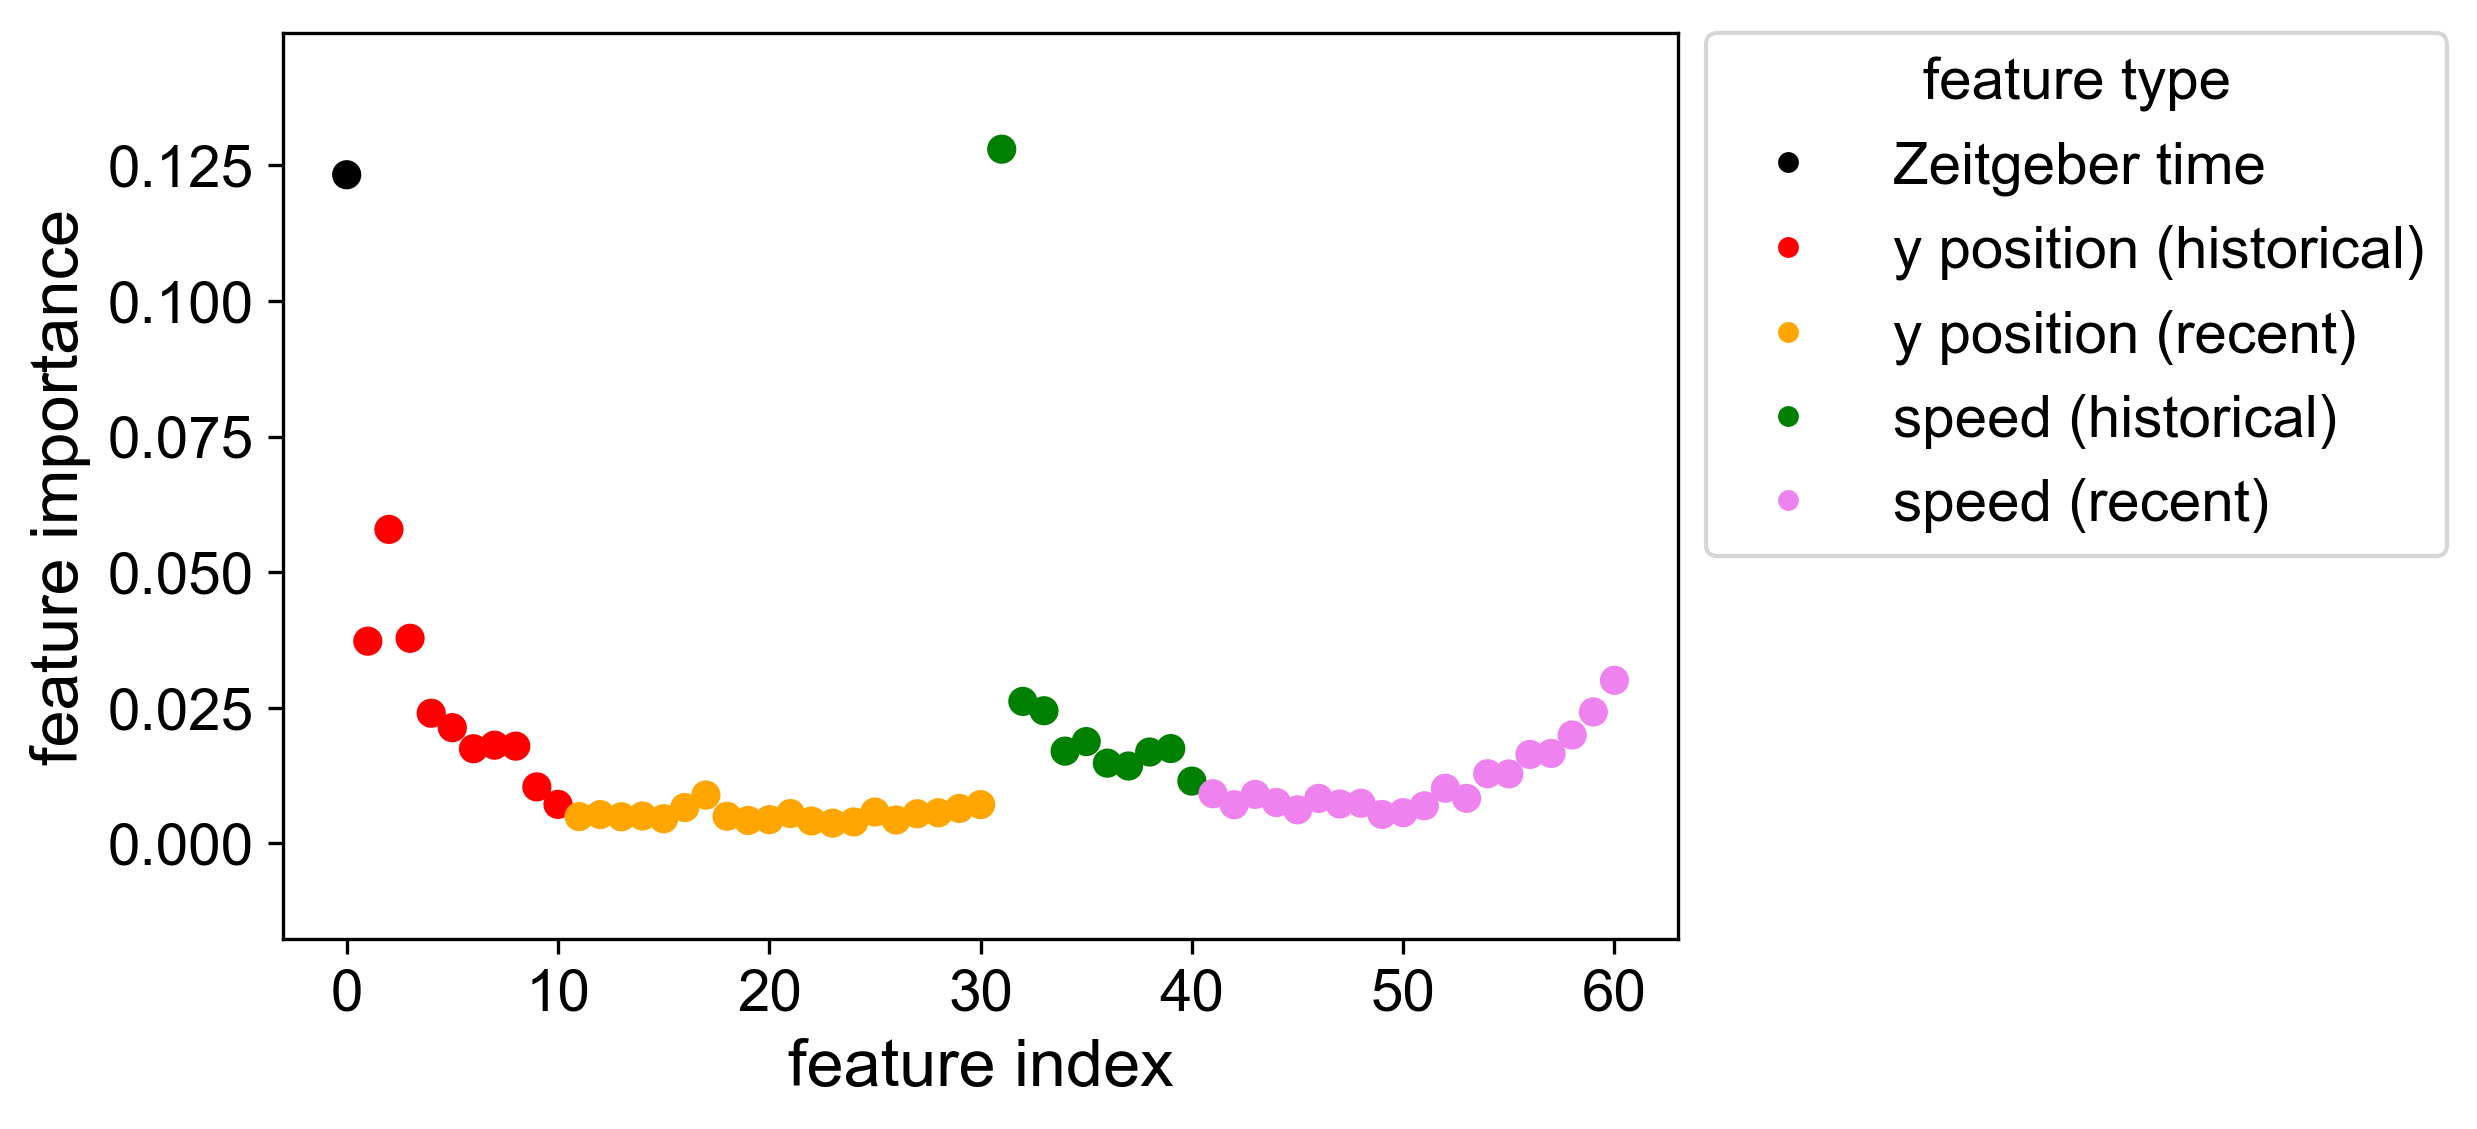 feature importance
0.125
0.100
0.075
0.050
0.025
0.000
0 10 20 30 40 50 60
feature index
feature type
Zeitgeber time
y position (historical)
y position (recent)
speed (historical)
speed (recent)